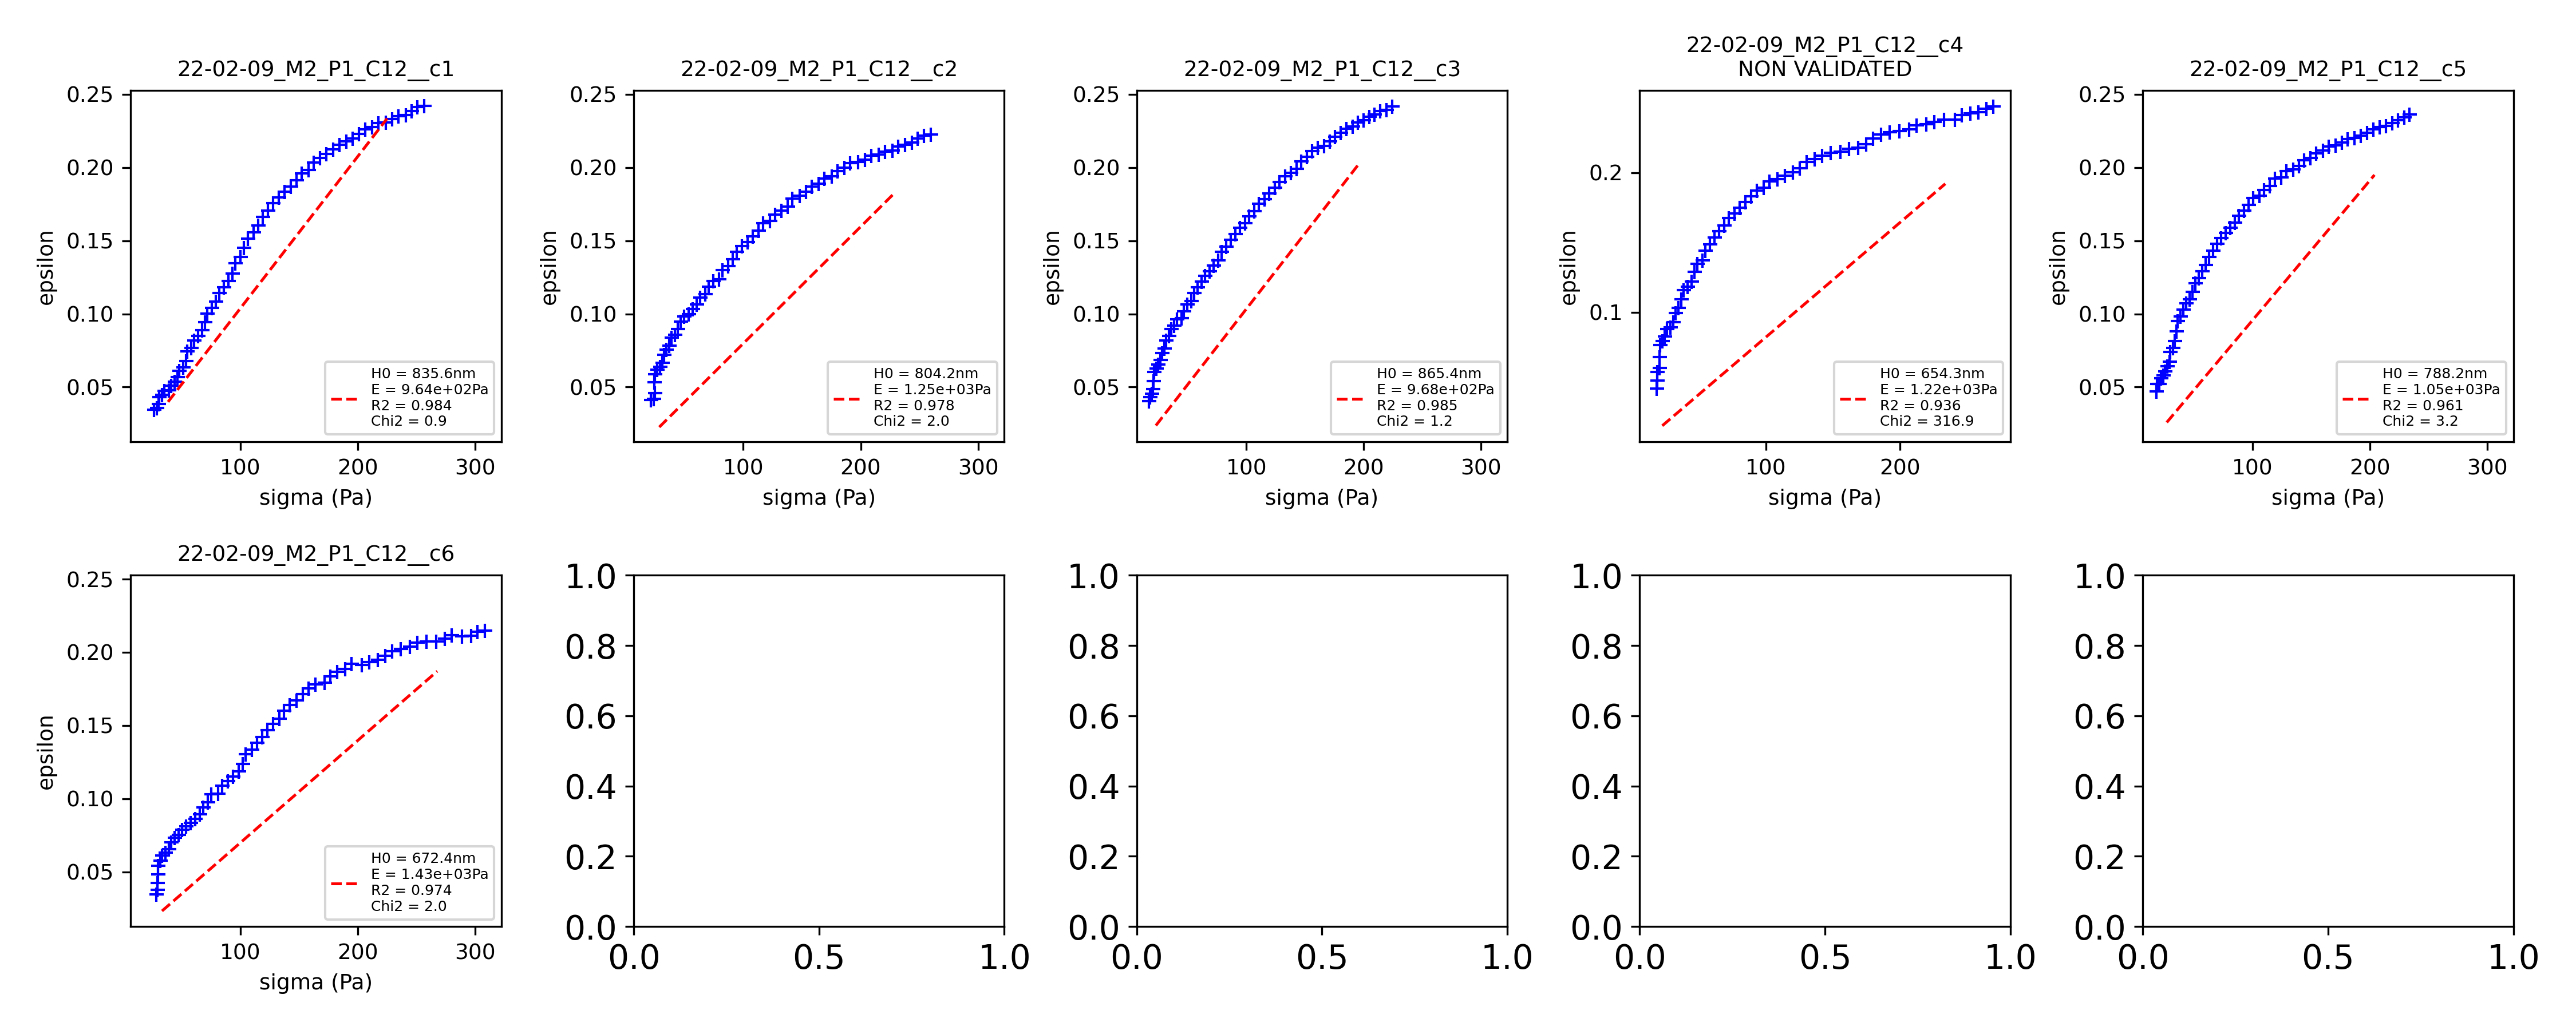 22-02-09_M2_P1_C12__c1
0.25
0.20
0.15
0.10
0.05
epsilon
100 200 300
sigma (Pa)
H0 = 835.6nm
E = 9.64e+02Pa
R2 = 0.984
Chi2 = 0.9
22-02-09_M2_P1_C12__c2
0.25
0.20
0.15
0.10
0.05
epsilon
100 200 300
sigma (Pa)
H0 = 804.2nm
E = 1.25e+03Pa
R2 = 0.978
Chi2 = 2.0
22-02-09_M2_P1_C12__c3
0.25
0.20
0.15
0.10
0.05
epsilon
100 200 300
sigma (Pa)
H0 = 865.4nm
E = 9.68e+02Pa
R2 = 0.985
Chi2 = 1.2
22-02-09_M2_P1_C12__c4
NON VALIDATED
0.2
0.1
epsilon
100 200
sigma (Pa)
H0 = 654.3nm
E = 1.22e+03Pa
R2 = 0.936
Chi2 = 316.9
22-02-09_M2_P1_C12__c5
0.25
0.20
0.15
0.10
0.05
epsilon
100 200 300
sigma (Pa)
H0 = 788.2nm
E = 1.05e+03Pa
R2 = 0.961
Chi2 = 3.2
22-02-09_M2_P1_C12__c6
0.25
0.20
0.15
0.10
0.05
epsilon
100 200 300
sigma (Pa)
H0 = 672.4nm
E = 1.43e+03Pa
R2 = 0.974
Chi2 = 2.0
1.0
0.8
0.6
0.4
0.2
0.0
0.0 0.5 1.0
1.0
0.8
0.6
0.4
0.2
0.0
0.0 0.5 1.0
1.0
0.8
0.6
0.4
0.2
0.0
0.0 0.5 1.0
1.0
0.8
0.6
0.4
0.2
0.0
0.0 0.5 1.0